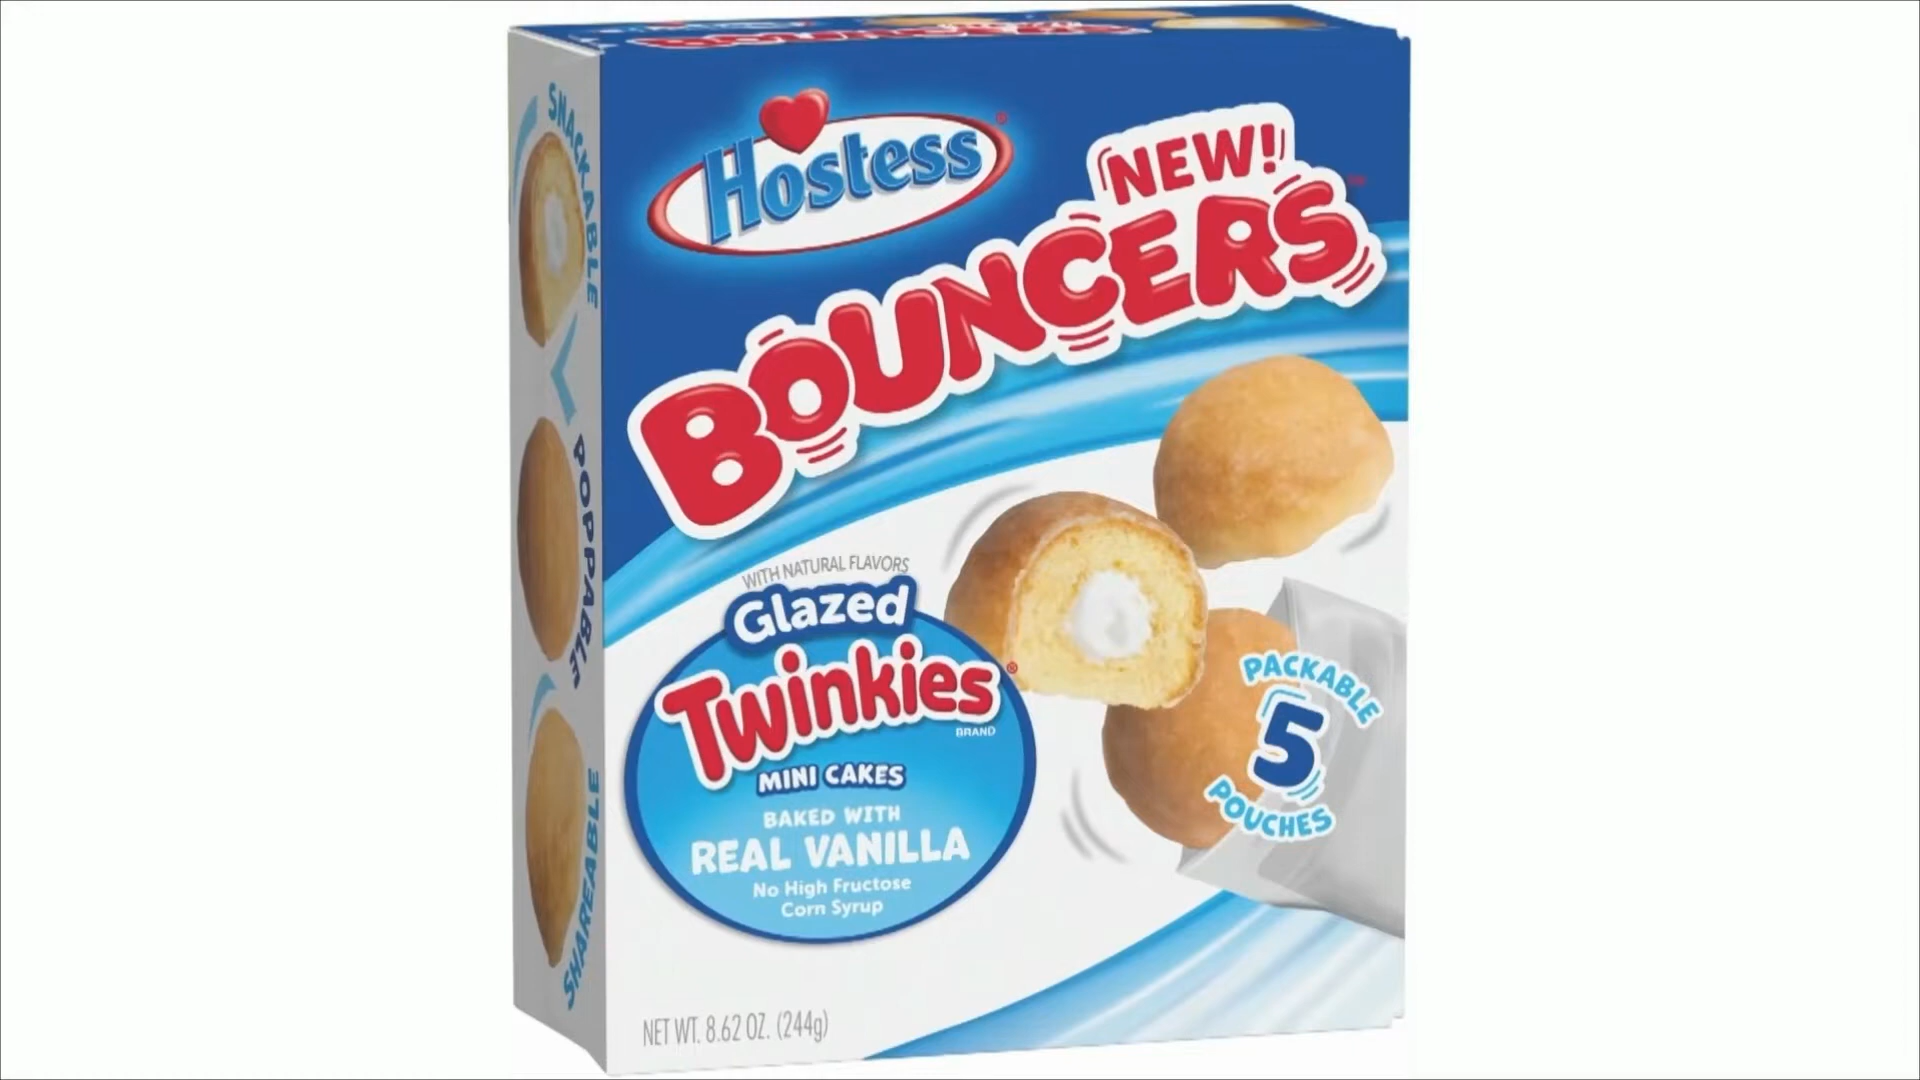 Hostess®
NEW!
BOUNCERS™
WITH NATURAL FLAVORS
Glazed
Twinkies®
BRAND
MINI CAKES
BAKED WITH
REAL VANILLA
No High Fructose
Corn Syrup
PACKABLE
5
POUCHES
NET WT. 8.62 OZ. (244g)
SNACKABLE
POPPABLE
SHAREABLE
BOUNCERS